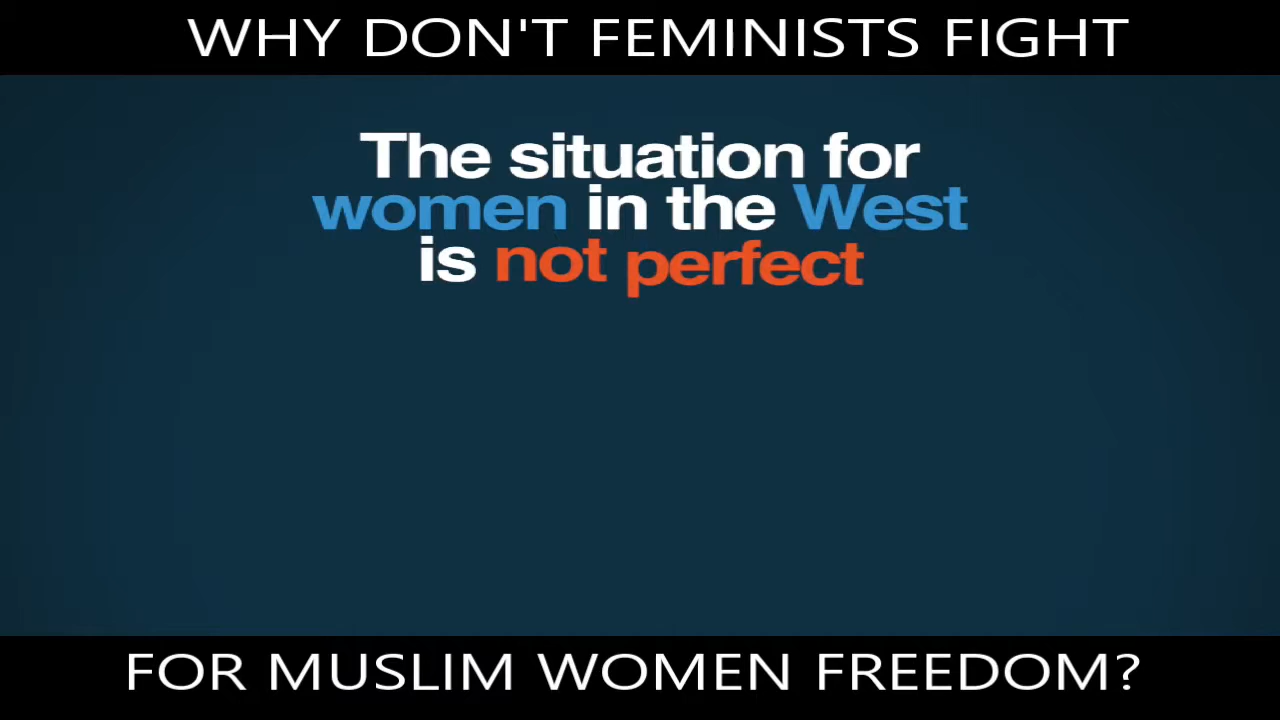 WHY DON'T FEMINISTS FIGHT
The situation for
women in the West
is not perfect
FOR MUSLIM WOMEN FREEDOM?